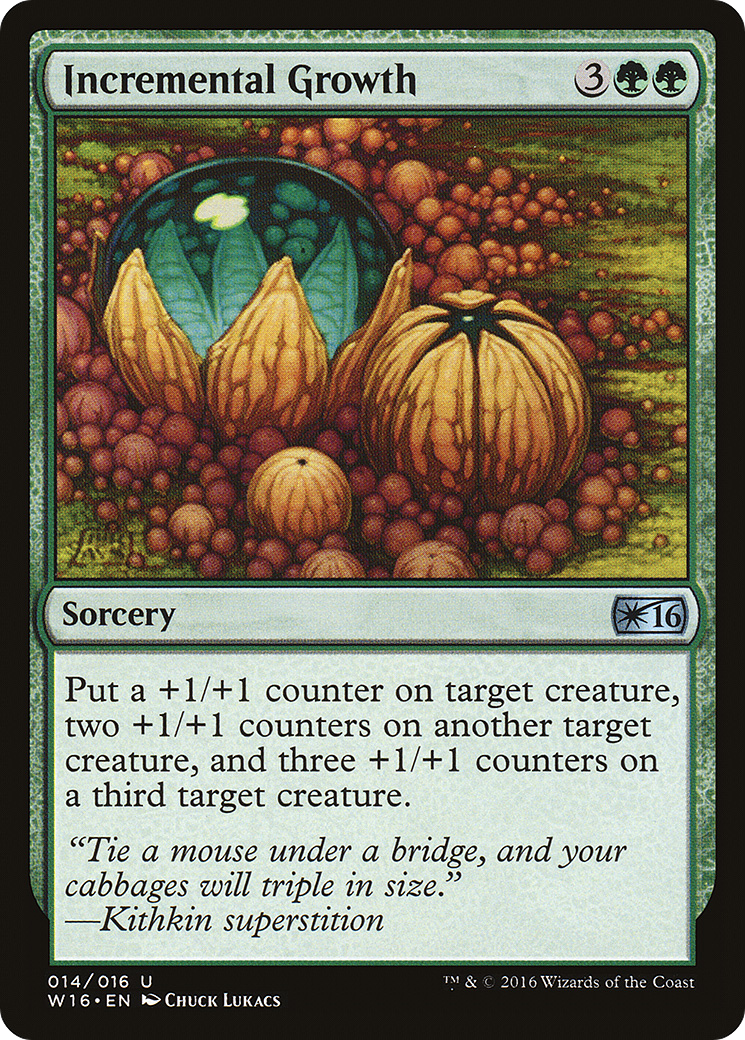 Incremental Growth 3
Sorcery 16
Put a +1/+1 counter on target creature,
two +1/+1 counters on another target
creature, and three +1/+1 counters on
a third target creature.
“Tie a mouse under a bridge, and your
cabbages will triple in size.”
—Kithkin superstition
014/016 U
W16 • EN Chuck Lukacs
™ & © 2016 Wizards of the Coast